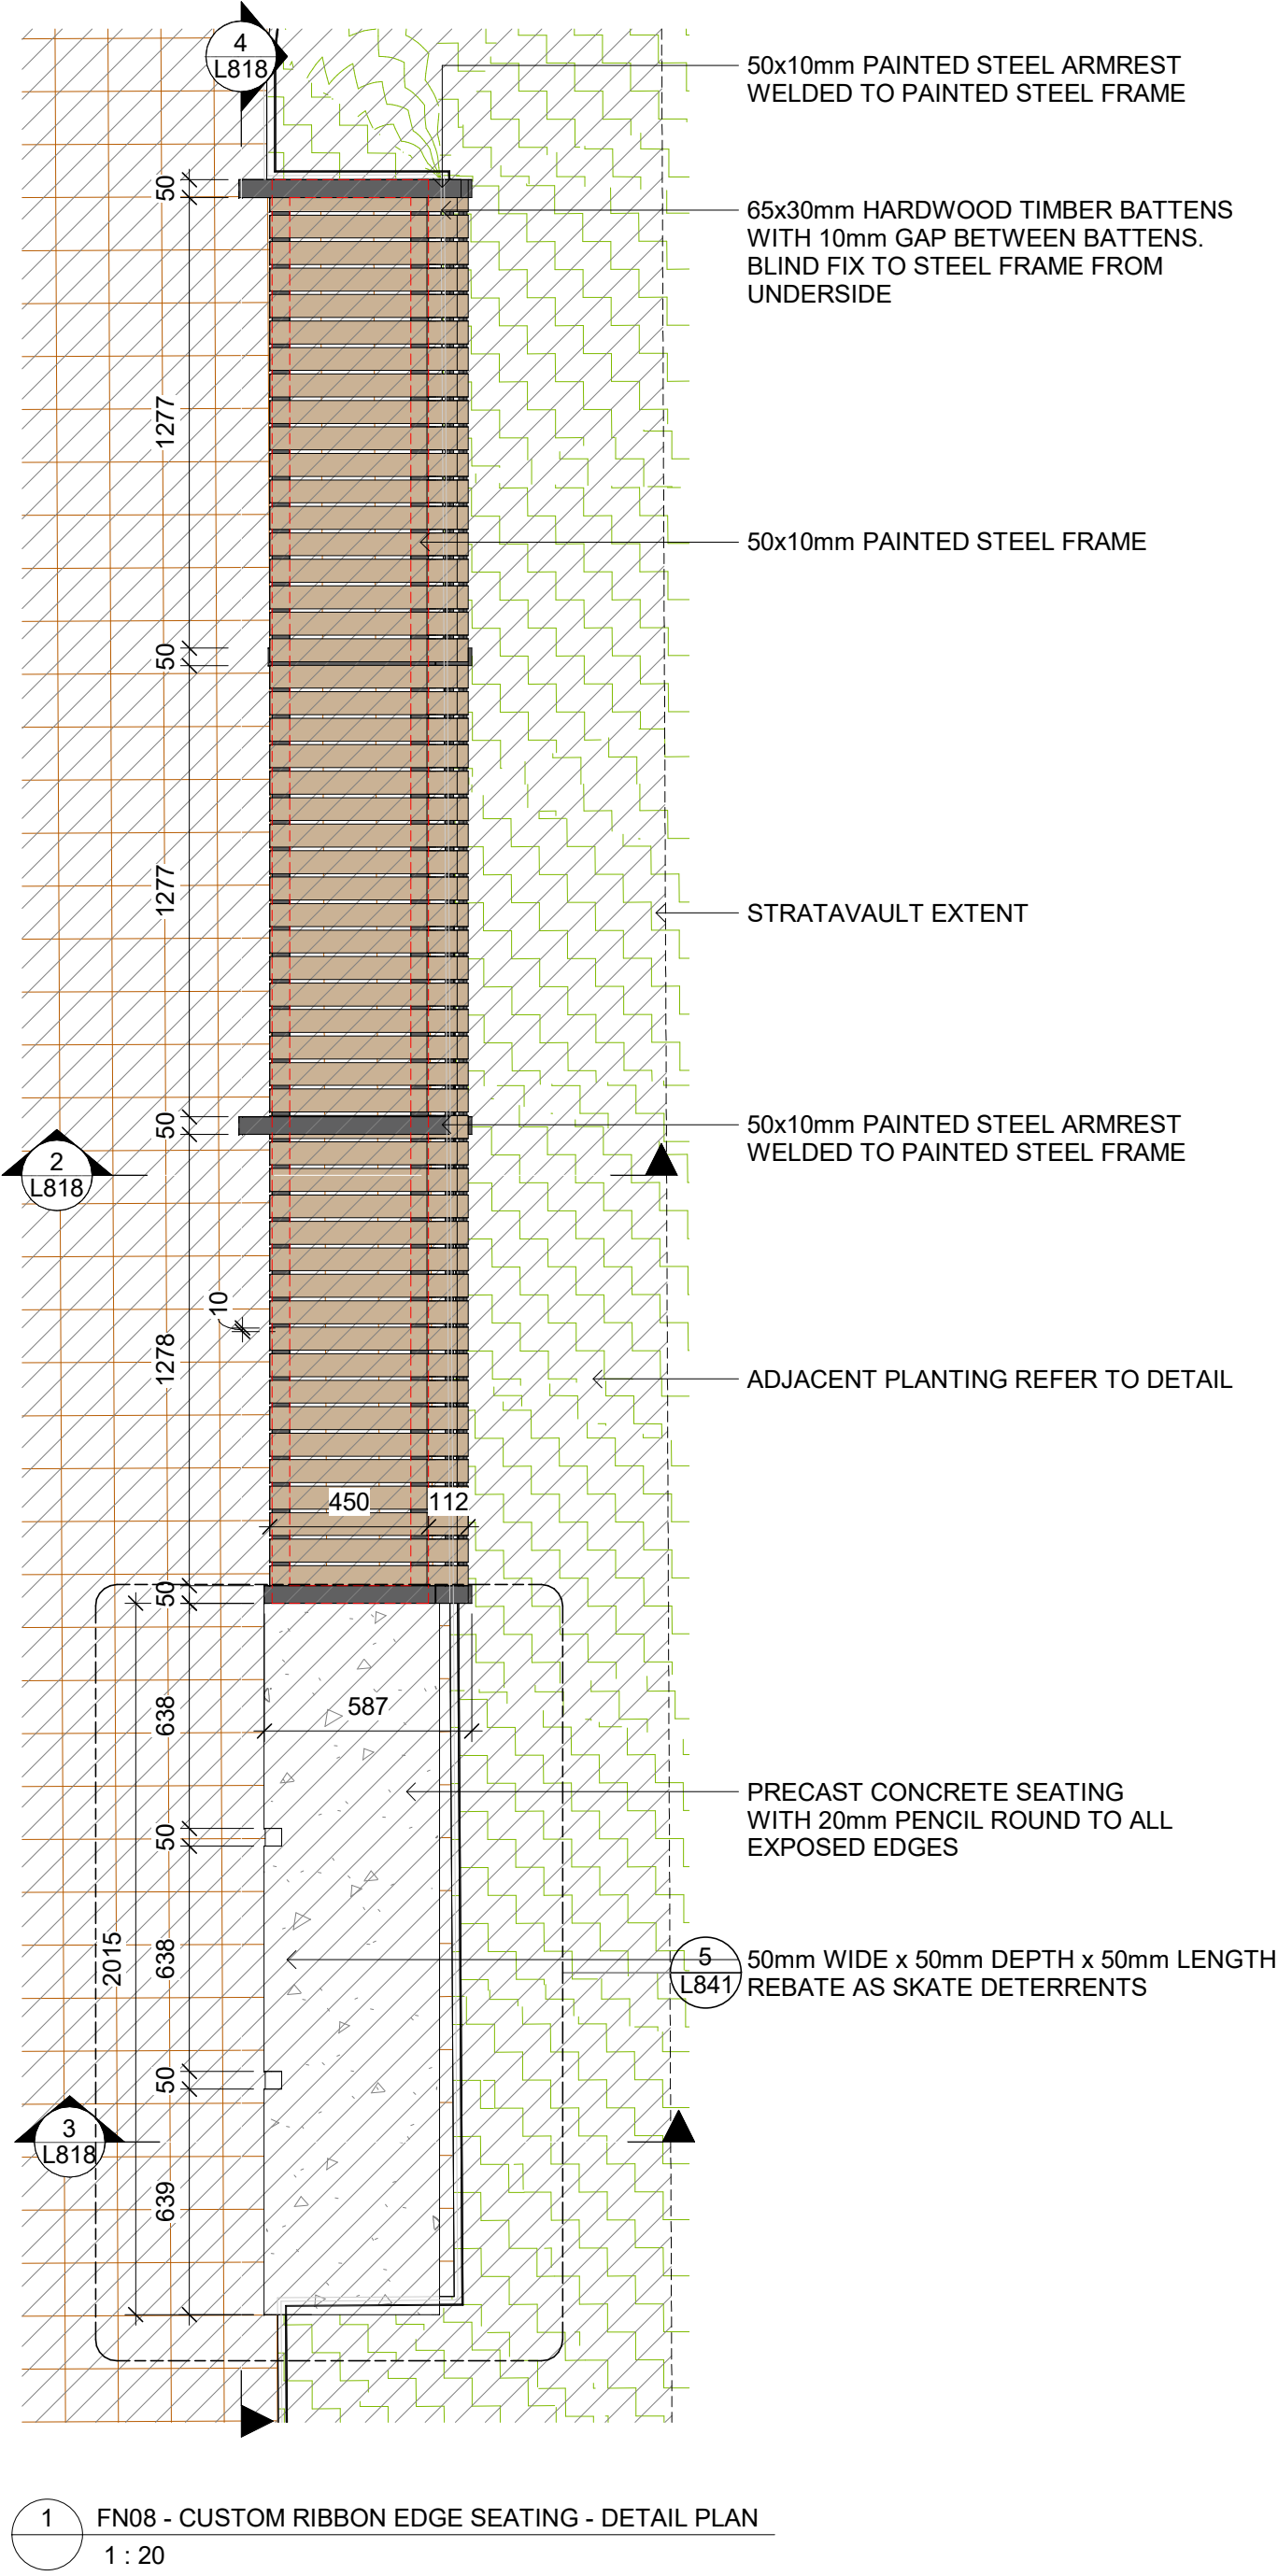 4
L818
50x10mm PAINTED STEEL ARMREST
WELDED TO PAINTED STEEL FRAME
50
65x30mm HARDWOOD TIMBER BATTENS
WITH 10mm GAP BETWEEN BATTENS.
BLIND FIX TO STEEL FRAME FROM
UNDERSIDE
1277
50x10mm PAINTED STEEL FRAME
50
1277
STRATAVAULT EXTENT
50
50x10mm PAINTED STEEL ARMREST
WELDED TO PAINTED STEEL FRAME
2
L818
10
1278
ADJACENT PLANTING REFER TO DETAIL
450
112
50
638
587
PRECAST CONCRETE SEATING
WITH 20mm PENCIL ROUND TO ALL
EXPOSED EDGES
50
2015
638
5
L841
50mm WIDE x 50mm DEPTH x 50mm LENGTH
REBATE AS SKATE DETERRENTS
50
3
L818
639
1
FN08 - CUSTOM RIBBON EDGE SEATING - DETAIL PLAN
1 : 20